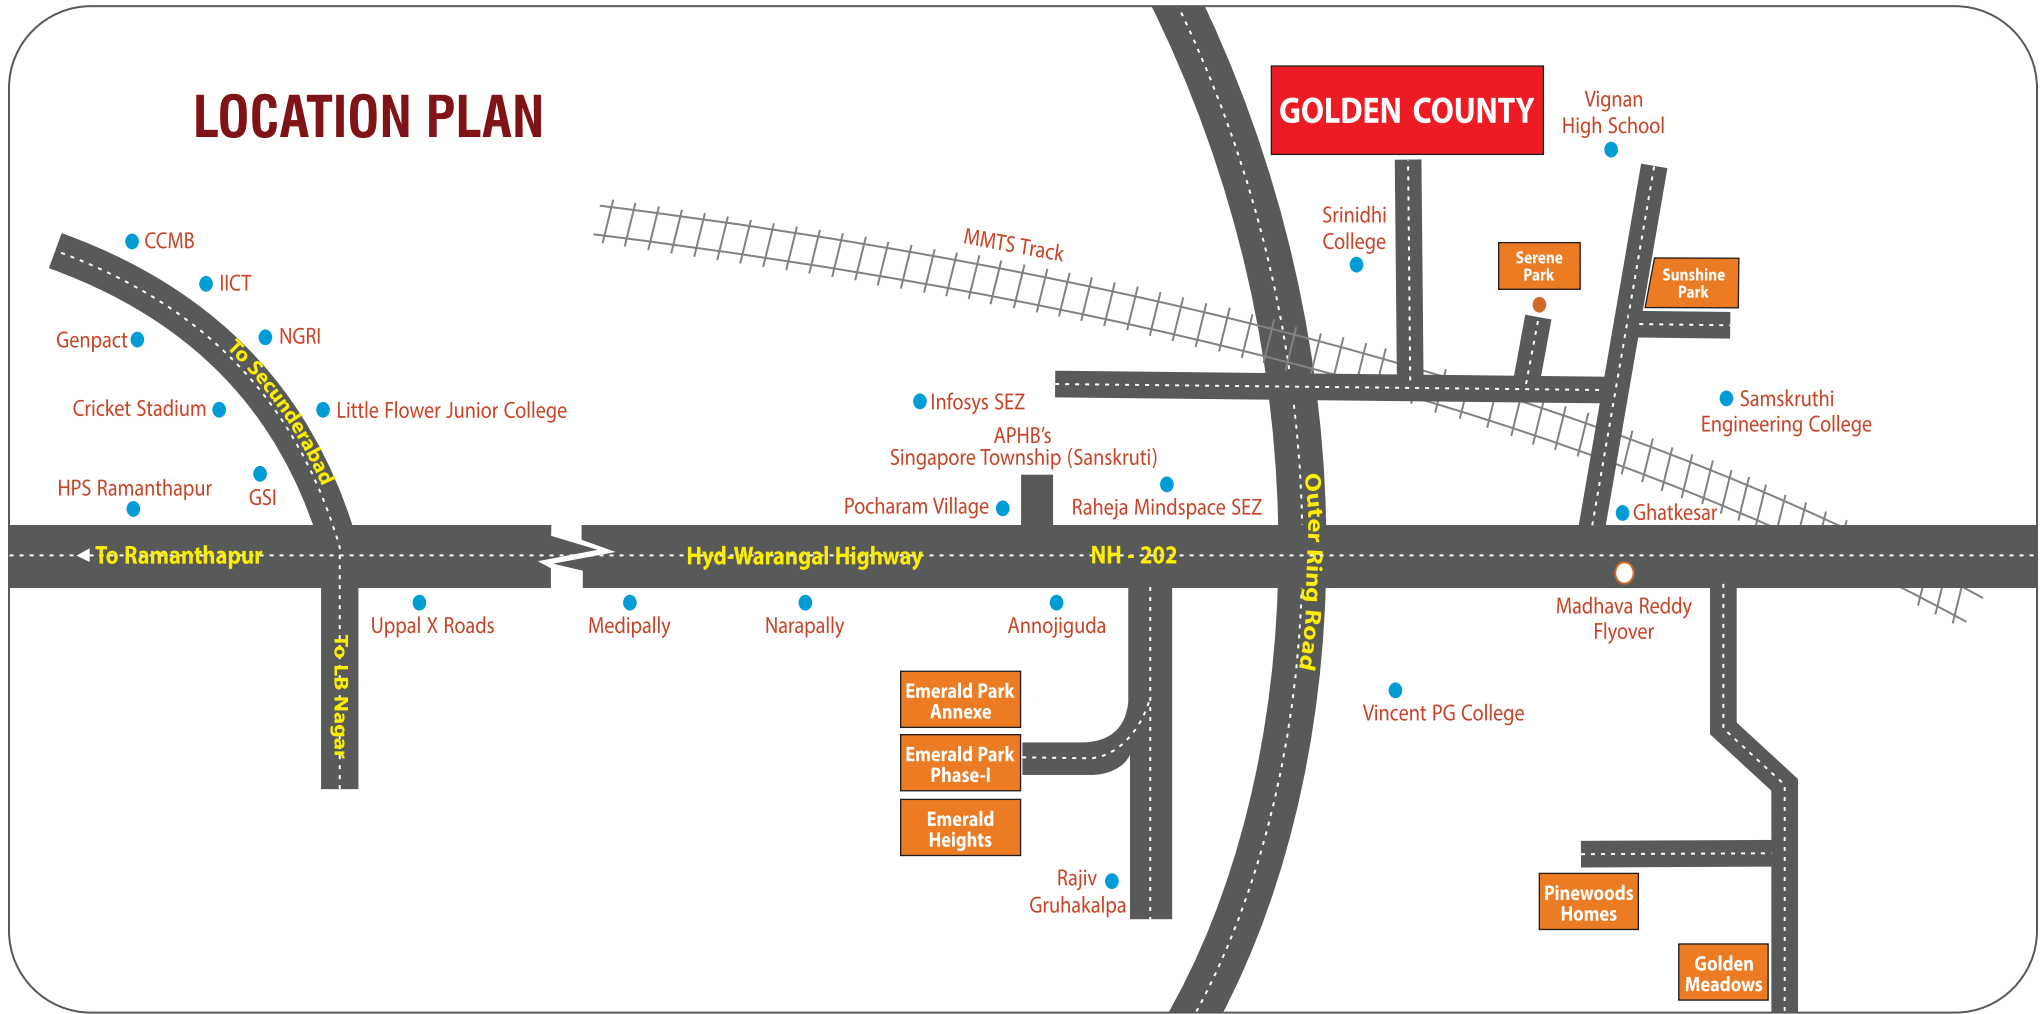 LOCATION PLAN
GOLDEN COUNTY
Vignan
High School
Srinidhi
College
MMTS Track
Serene
Park
Sunshine
Park
CCMB
IICT
Genpact
NGRI
To Secunderabad
Cricket Stadium
Little Flower Junior College
HPS Ramanthapur
GSI
Infosys SEZ
APHB's
Singapore Township (Sanskruti)
Pocharam Village
Raheja Mindspace SEZ
Samskruthi
Engineering College
Ghatkesar
Outer Ring Road
To Ramanthapur
Hyd-Warangal Highway
NH - 202
Uppal X Roads
Medipally
Narapally
Annojiguda
Madhava Reddy
Flyover
To LB Nagar
Emerald Park
Annexe
Emerald Park
Phase-I
Emerald
Heights
Vincent PG College
Rajiv
Gruhakalpa
Pinewoods
Homes
Golden
Meadows